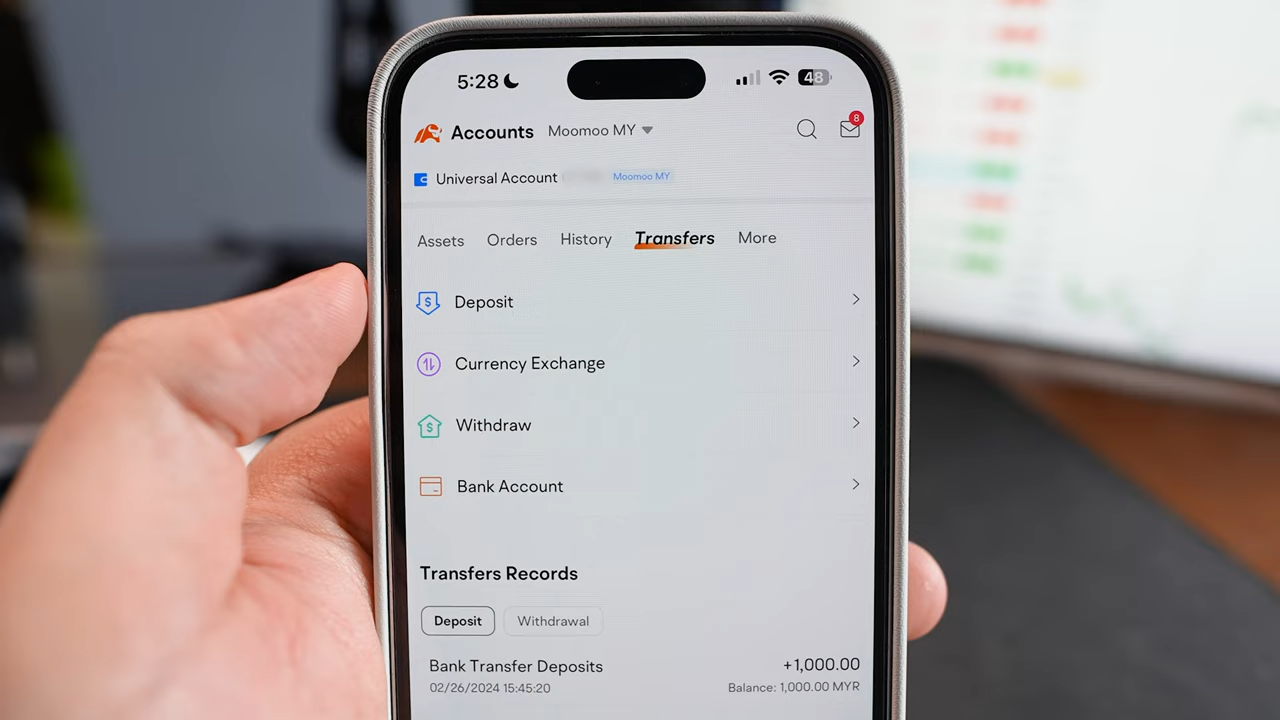 5:28 48
Accounts Moomoo MY 8
Universal Account Moomoo MY
Assets Orders History Transfers More
Deposit
Currency Exchange
Withdraw
Bank Account
Transfers Records
Deposit Withdrawal
Bank Transfer Deposits +1,000.00
02/26/2024 15:45:20 Balance: 1,000.00 MYR